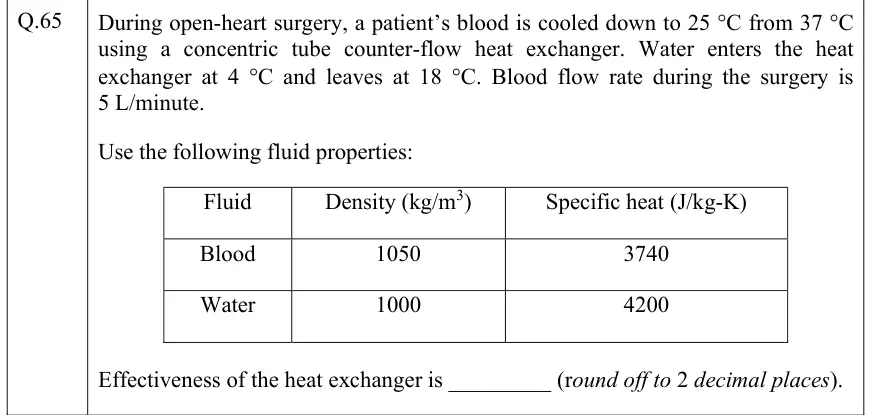 Q.65
During open-heart surgery, a patient’s blood is cooled down to 25 °C from 37 °C
using a concentric tube counter-flow heat exchanger. Water enters the heat
exchanger at 4 °C and leaves at 18 °C. Blood flow rate during the surgery is
5 L/minute.
Use the following fluid properties:
Fluid Density (kg/m³) Specific heat (J/kg-K)
Blood 1050 3740
Water 1000 4200
Effectiveness of the heat exchanger is _________ (round off to 2 decimal places).